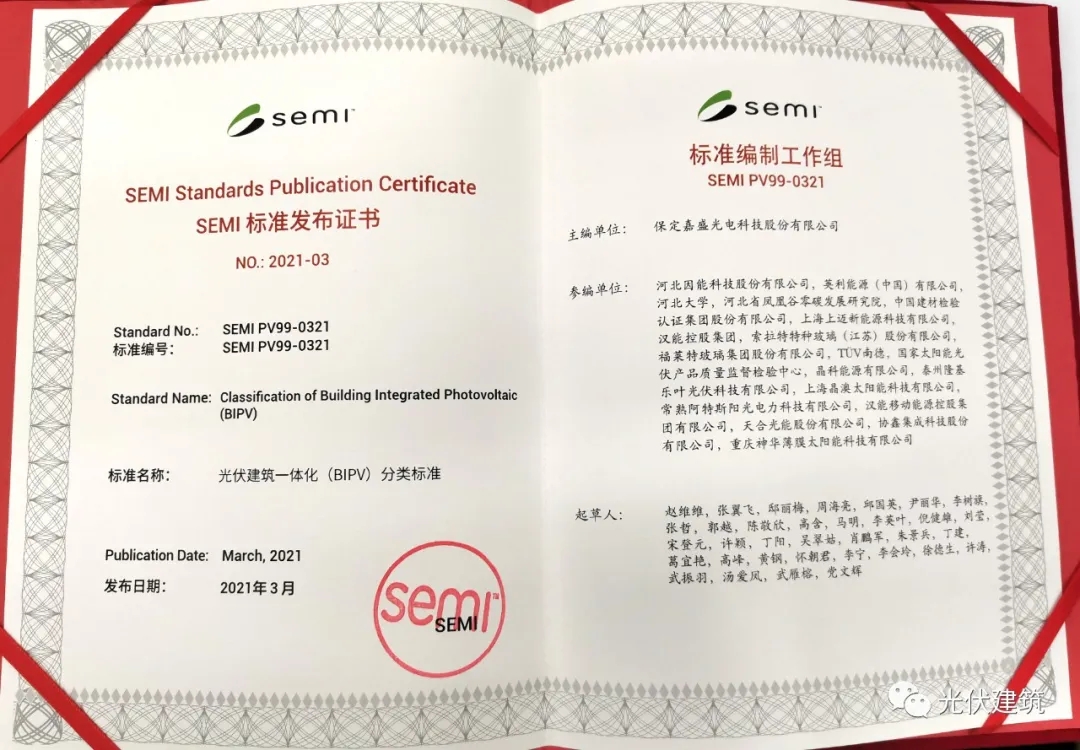 semi™
SEMI Standards Publication Certificate
SEMI 标准发布证书
NO.: 2021-03
Standard No.: SEMI PV99-0321
标准编号： SEMI PV99-0321
Standard Name: Classification of Building Integrated Photovoltaic
(BIPV)
标准名称： 光伏建筑一体化（BIPV）分类标准
Publication Date: March, 2021
发布日期： 2021年3月
semi™
SEMI
semi™
标准编制工作组
SEMI PV99-0321
主编单位： 保定嘉盛光电科技股份有限公司
参编单位： 河北因能科技股份有限公司，英利能源（中国）有限公司，
河北大学，河北省凤凰谷零碳发展研究院，中国建材检验
认证集团股份有限公司，上海上迈新能源科技有限公司，
汉能控股集团，索拉特特种玻璃（江苏）股份有限公司，
福莱特玻璃集团股份有限公司，TÜV南德，国家太阳能光
伏产品质量监督检验中心，晶科能源有限公司，泰州隆基
乐叶光伏科技有限公司，上海晶澳太阳能科技有限公司，
常熟阿特斯阳光电力科技有限公司，汉能移动能源控股集
团有限公司，天合光能股份有限公司，协鑫集成科技股份
有限公司，重庆神华薄膜太阳能科技有限公司
起草人： 赵维维，张翼飞，邸丽梅，周海亮，邱国英，尹丽华，李树旗，
张哲，郭越，陈敬欣，高舍，马明，李英叶，倪健雄，刘莹，
宋登元，许颖，丁阳，吴翠姑，肖鹏军，朱景兵，丁建，
葛宜艳，高峰，黄钢，怀朝君，李宁，李会玲，徐德生，许涛，
武振羽，汤爱凤，武雁榕，党文辉
光伏建筑